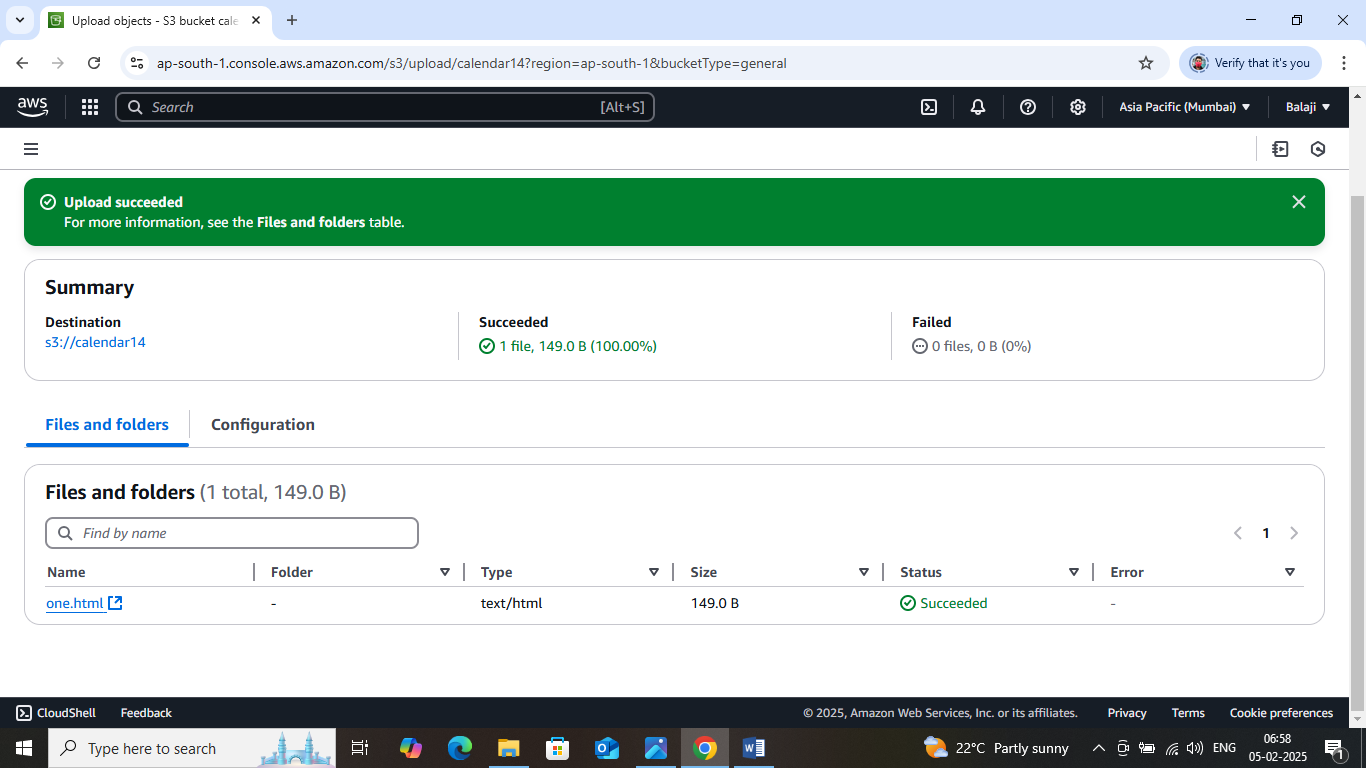 Upload objects - S3 bucket cale
ap-south-1.console.aws.amazon.com/s3/upload/calendar14?region=ap-south-1&bucketType=general
Verify that it's you
aws
Search
[Alt+S]
Asia Pacific (Mumbai)
Balaji
Upload succeeded
For more information, see the Files and folders table.
Summary
Destination
s3://calendar14
Succeeded
1 file, 149.0 B (100.00%)
Failed
0 files, 0 B (0%)
Files and folders
Configuration
Files and folders (1 total, 149.0 B)
Find by name
1
Name Folder Type Size Status Error
one.html - text/html 149.0 B Succeeded -
CloudShell Feedback © 2025, Amazon Web Services, Inc. or its affiliates. Privacy Terms Cookie preferences
Type here to search
22°C Partly sunny
ENG
06:58
05-02-2025
1